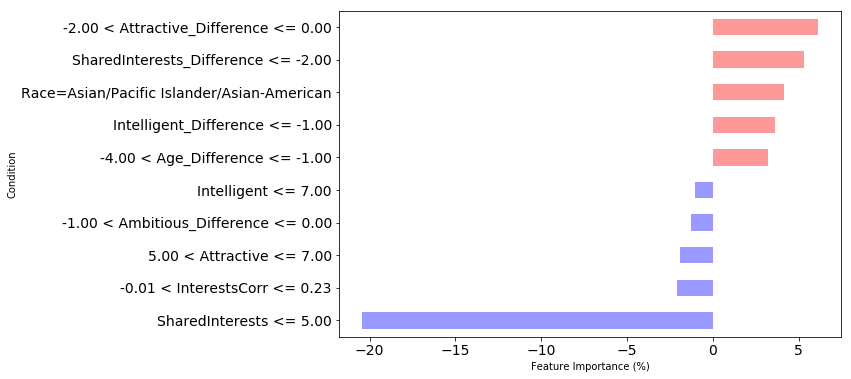 -2.00 < Attractive_Difference <= 0.00
SharedInterests_Difference <= -2.00
Race=Asian/Pacific Islander/Asian-American
Intelligent_Difference <= -1.00
-4.00 < Age_Difference <= -1.00
Intelligent <= 7.00
-1.00 < Ambitious_Difference <= 0.00
5.00 < Attractive <= 7.00
-0.01 < InterestsCorr <= 0.23
SharedInterests <= 5.00
Condition
−20 −15 −10 −5 0 5
Feature Importance (%)